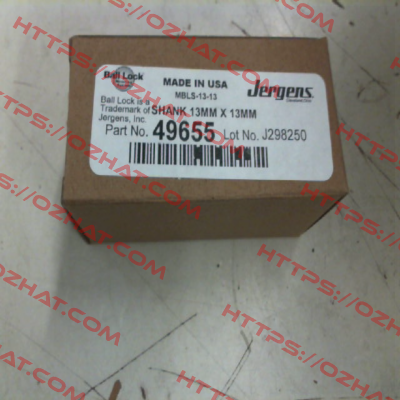 Ball Lock
MADE IN USA
Jergens
MBLS-13-13
Ball Lock is a
Trademark of SHANK 13MM X 13MM
Jergens, Inc.
Part No. 49655 Lot No. J298250
HTTPS://OZHAT.COM
HTTPS://OZHAT.COM
HTTPS://OZHAT.COM
HTTPS://OZHAT.COM
HTTPS://OZHAT.COM